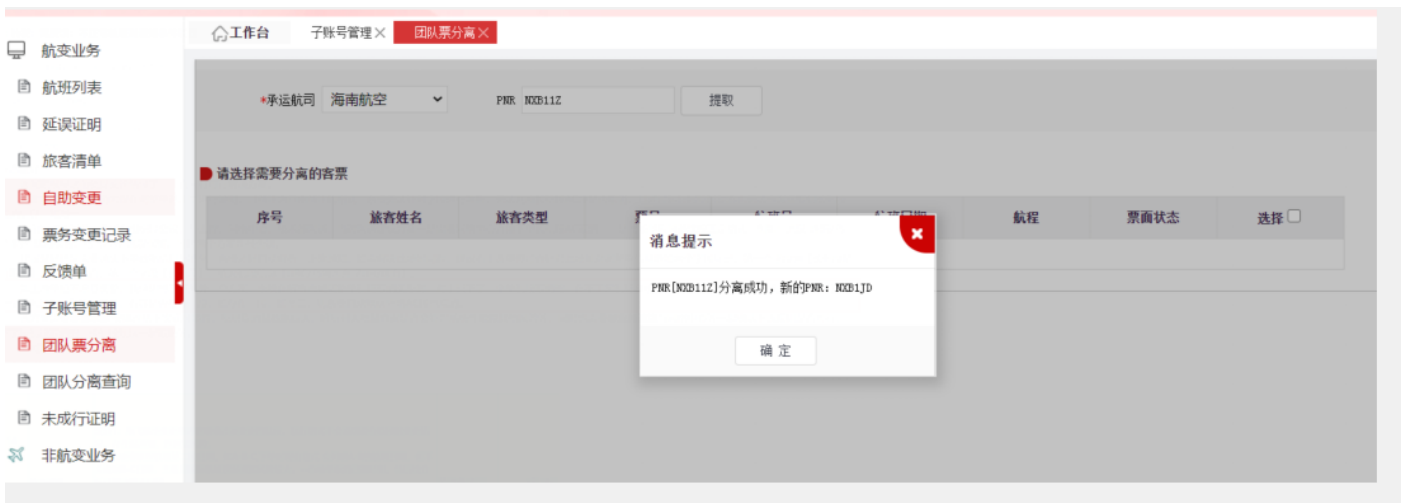 工作台 子账号管理 团队票分离
航变业务
航班列表
延误证明
旅客清单
自助变更
票务变更记录
反馈单
子账号管理
团队票分离
团队分离查询
未成行证明
非航变业务
*承运航司 海南航空 PNR NXB11Z 提取
请选择需要分离的客票
序号 旅客姓名 旅客类型 航程 票面状态 选择
消息提示
PNR[NXB11Z]分离成功，新的PNR：NXB1JD
确定